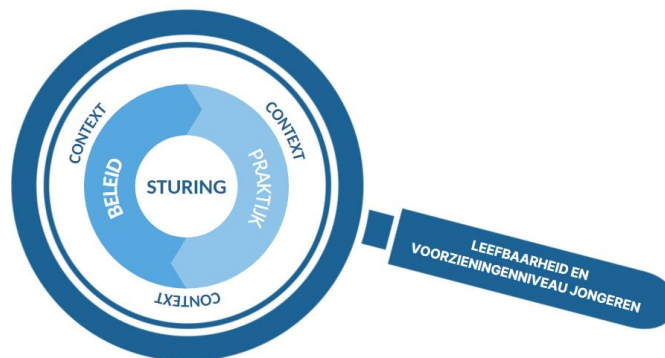 CONTEXT
CONTEXT
BELEID
STURING
PRAKTIJK
CONTEXT
LEEFBAARHEID EN
VOORZIENINGENNIVEAU JONGEREN